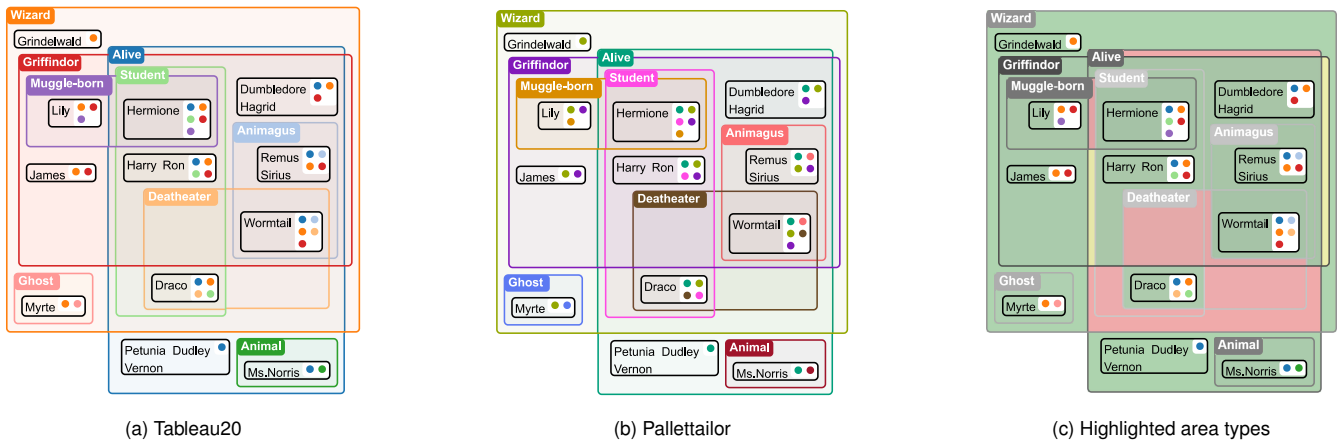 Wizard
Grindelwald
Alive
Griffindor
Student
Muggle-born
Dumbledore
Hagrid
Lily
Hermione
Animagus
Harry Ron
Remus
Sirius
James
Deatheater
Wormtail
Ghost
Draco
Myrte
Petunia Dudley
Vernon
Animal
Ms.Norris
(a) Tableau20
Wizard
Grindelwald
Alive
Griffindor
Student
Muggle-born
Dumbledore
Hagrid
Lily
Hermione
Animagus
Harry Ron
Remus
Sirius
James
Deatheater
Wormtail
Ghost
Draco
Myrte
Petunia Dudley
Vernon
Animal
Ms.Norris
(b) Pallettailor
Wizard
Grindelwald
Alive
Griffindor
Student
Muggle-born
Dumbledore
Hagrid
Lily
Hermione
Animagus
Harry Ron
Remus
Sirius
James
Deatheater
Wormtail
Ghost
Draco
Myrte
Petunia Dudley
Vernon
Animal
Ms.Norris
(c) Highlighted area types